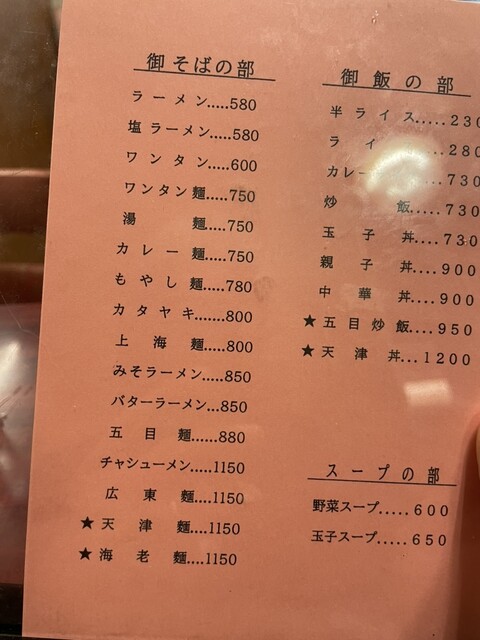 御そばの部
ラーメン.....580
塩ラーメン.....580
ワンタン.....600
ワンタン麺.....750
湯麺.....750
カレー麺.....750
もやし麺.....780
カタヤキ.......800
上海麺.....800
みそラーメン.....850
バターラーメン...850
五目麺......880
チャシューメン.....1150
広東麺....1150
★天津麺....1150
★海老麺....1150
御飯の部
半ライス.....230
ライ...280
カレー....730
炒飯.....730
玉子丼....730
親子丼....900
中華丼....900
★五目炒飯....950
★天津丼...1200
スープの部
野菜スープ.....600
玉子スープ.....650